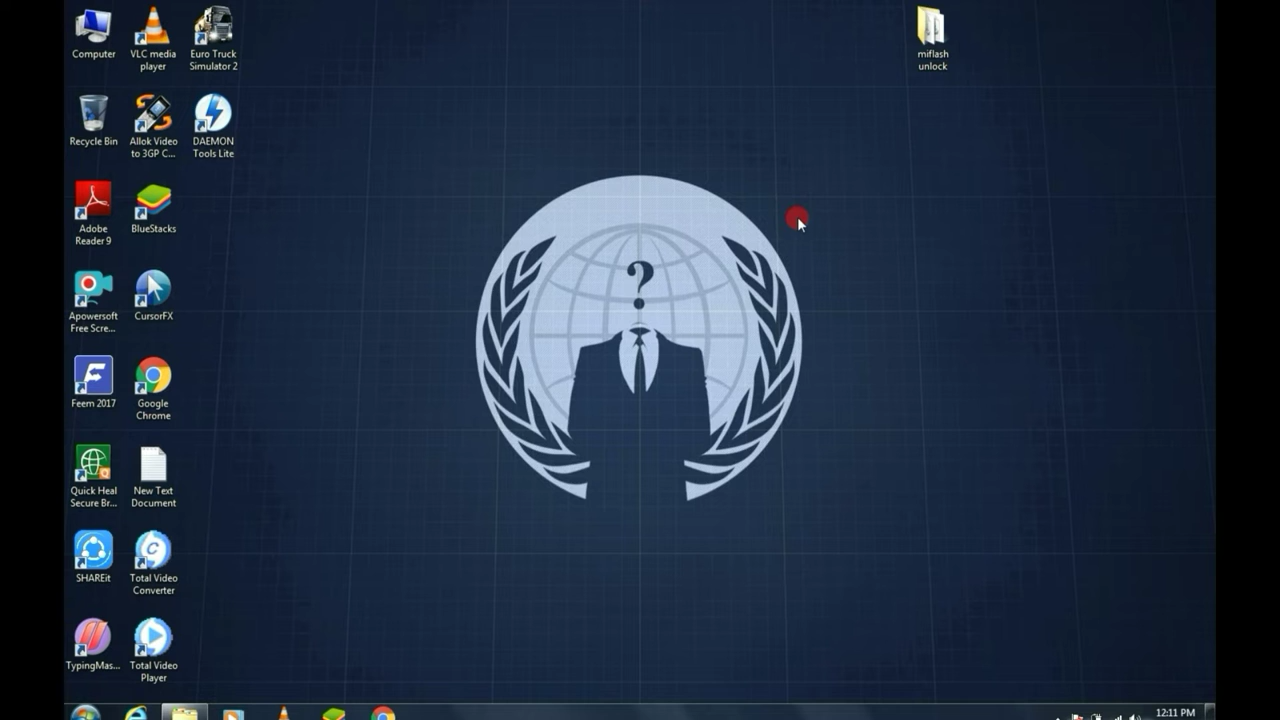 Computer
VLC media
player
Euro Truck
Simulator 2
miflash
unlock
Recycle Bin
Allok Video
to 3GP C...
DAEMON
Tools Lite
Adobe
Reader 9
BlueStacks
?
Apowersoft
Free Scre...
CursorFX
Feem 2017
Google
Chrome
Quick Heal
Secure Br...
New Text
Document
SHAREit
Total Video
Converter
TypingMas...
Total Video
Player
12:11 PM